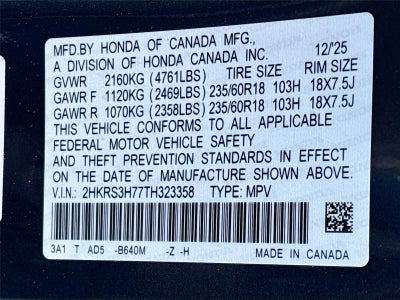 MFD.BY HONDA OF CANADA MFG.,
A DIVISION OF HONDA CANADA INC. 12/'25
GVWR 2160KG (4761LBS) TIRE SIZE RIM SIZE
GAWR F 1120KG (2469LBS) 235/60R18 103H 18X7.5J
GAWR R 1070KG (2358LBS) 235/60R18 103H 18X7.5J
THIS VEHICLE CONFORMS TO ALL APPLICABLE
FEDERAL MOTOR VEHICLE SAFETY
AND THEFT PREVENTION STANDARDS IN EFFECT
ON THE DATE OF MANUFACTURE SHOWN ABOVE.
V.I.N.: 2HKRS3H77TH323358 TYPE: MPV
3A1 T AD5 -B640M -Z -H MADE IN CANADA